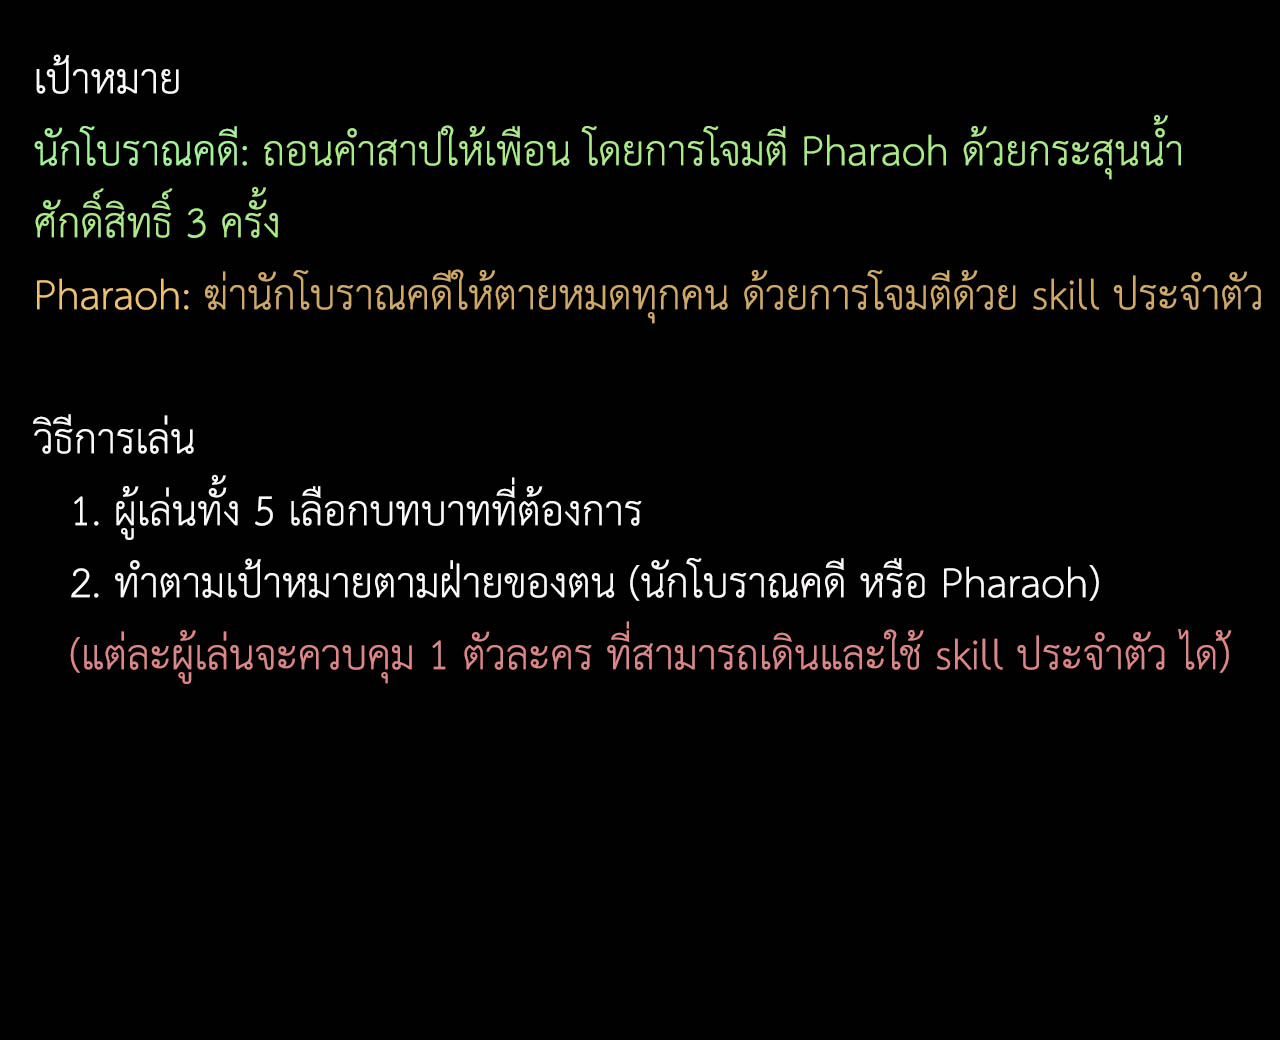 เป้าหมาย
นักโบราณคดี: ถอนคำสาปให้เพือน โดยการโจมตี Pharaoh ด้วยกระสุนน้ำ
ศักดิ์สิทธิ์ 3 ครั้ง
Pharaoh: ฆ่านักโบราณคดีให้ตายหมดทุกคน ด้วยการโจมตีด้วย skill ประจำตัว
วิธีการเล่น
1. ผู้เล่นทั้ง 5 เลือกบทบาทที่ต้องการ
2. ทำตามเป้าหมายตามฝ่ายของตน (นักโบราณคดี หรือ Pharaoh)
(แต่ละผู้เล่นจะควบคุม 1 ตัวละคร ที่สามารถเดินและใช้ skill ประจำตัว ได้)